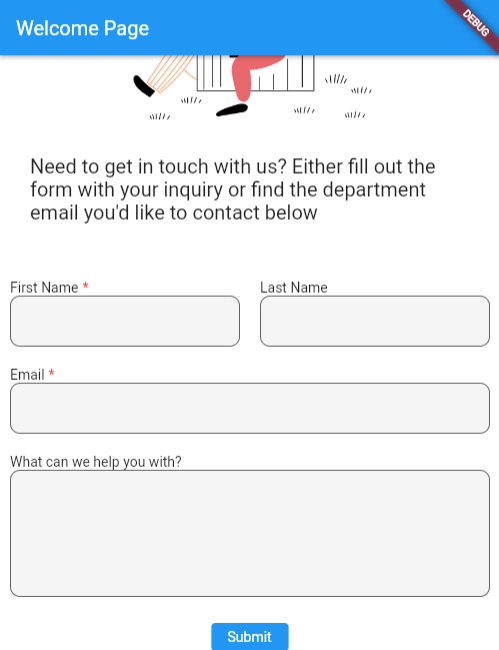 Welcome Page
DEBUG
Need to get in touch with us? Either fill out the
form with your inquiry or find the department
email you'd like to contact below
First Name *
Last Name
Email *
What can we help you with?
Submit